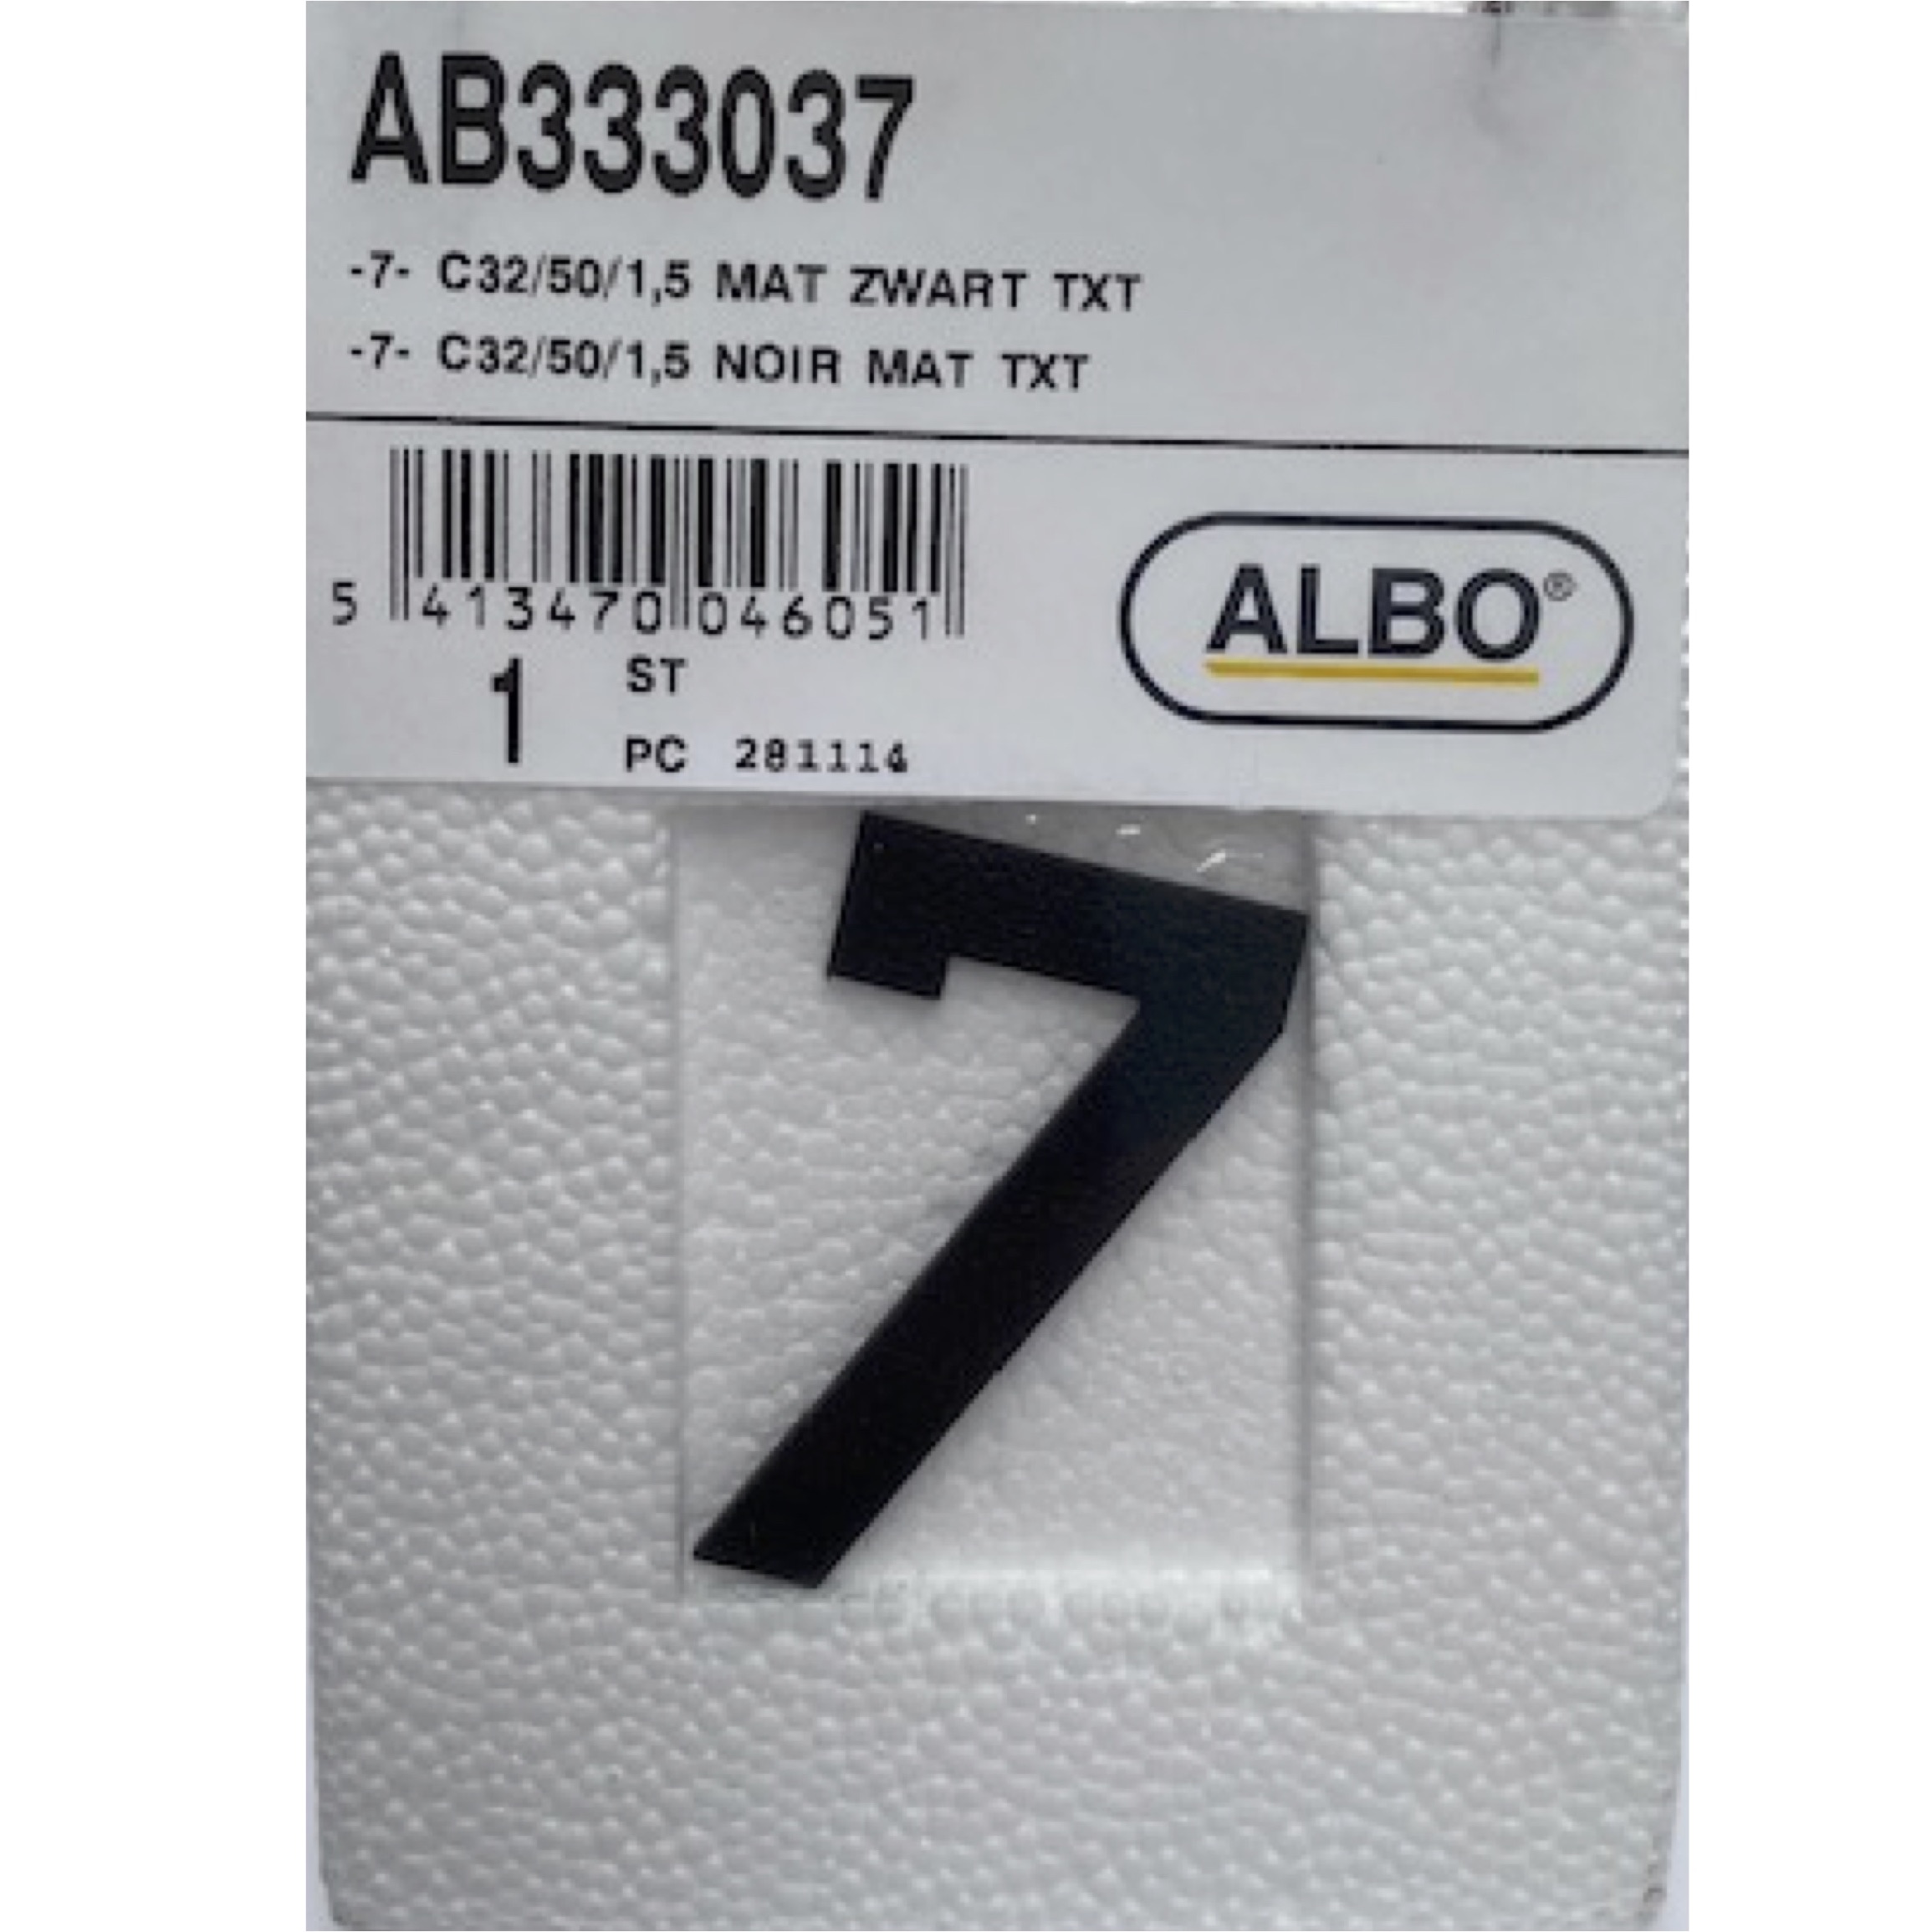 AB333037
-7- C32/50/1,5 MAT ZWART TXT
-7- C32/50/1,5 NOIR MAT TXT
5 413470 046051
1 ST
PC 281114
ALBO®
7